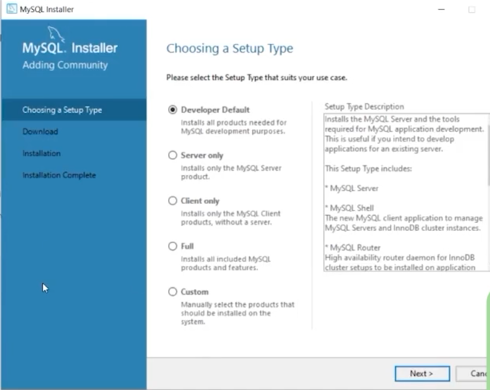 MySQL Installer
MySQL. Installer
Adding Community
Choosing a Setup Type
Download
Installation
Installation Complete
Choosing a Setup Type
Please select the Setup Type that suits your use case.
Developer Default
Installs all products needed for
MySQL development purposes.
Server only
Installs only the MySQL Server
product.
Client only
Installs only the MySQL Client
products, without a server.
Full
Installs all included MySQL
products and features.
Custom
Manually select the products that
should be installed on the
system.
Setup Type Description
Installs the MySQL Server and the tools
required for MySQL application development.
This is useful if you intend to develop
applications for an existing server.
This Setup Type includes:
* MySQL Server
* MySQL Shell
The new MySQL client application to manage
MySQL Servers and InnoDB cluster instances.
* MySQL Router
High availability router daemon for InnoDB
cluster setups to be installed on application
Next >